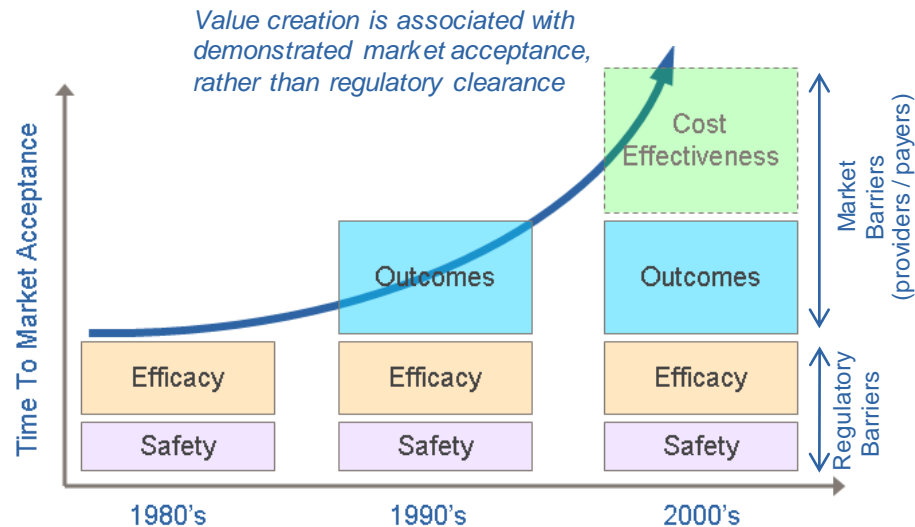 Value creation is associated with
demonstrated market acceptance,
rather than regulatory clearance
Time To Market Acceptance
Cost
Effectiveness
Outcomes
Outcomes
Efficacy
Efficacy
Efficacy
Safety
Safety
Safety
Market
Barriers
(providers / payers)
Regulatory
Barriers
1980's
1990's
2000's